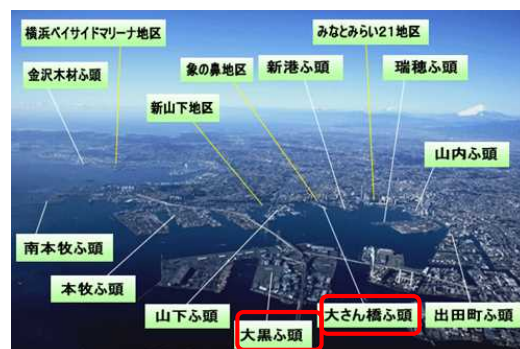 横浜ベイサイドマリーナ地区
みなとみらい21地区
金沢木材ふ頭
象の鼻地区
新港ふ頭
瑞穂ふ頭
新山下地区
山内ふ頭
南本牧ふ頭
本牧ふ頭
山下ふ頭
大黒ふ頭
大さん橋ふ頭
出田町ふ頭